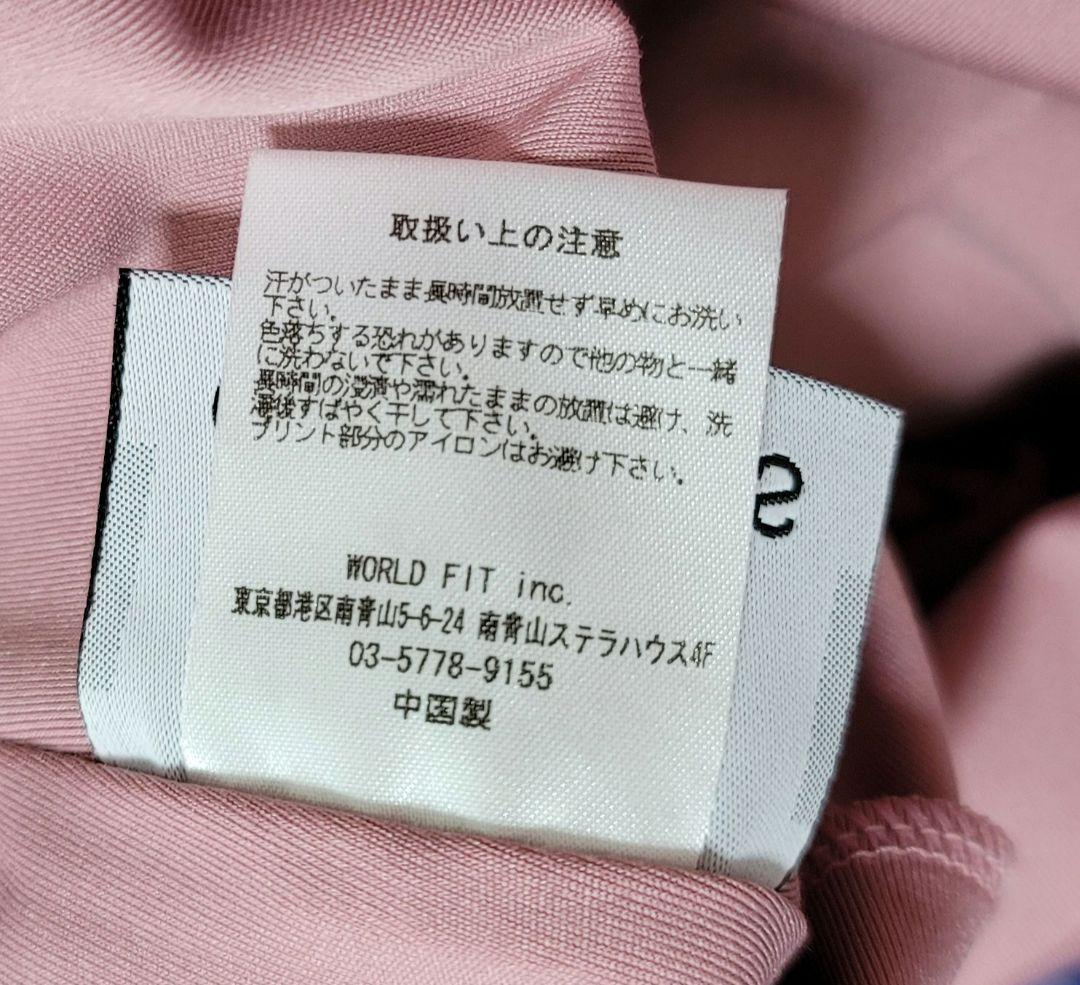 取扱い上の注意
汗がついたまま長時間放置せず早めにお洗い
下さい。
色落ちする恐れがありますので他の物と一緒
に洗わないで下さい。
長時間の浸漬や濡れたままの放置は避け、洗
濯後すばやく干して下さい。
プリント部分のアイロンはお避け下さい。
WORLD FIT inc.
東京都港区南青山5-6-24 南青山ステラハウス4F
03-5778-9155
中国製